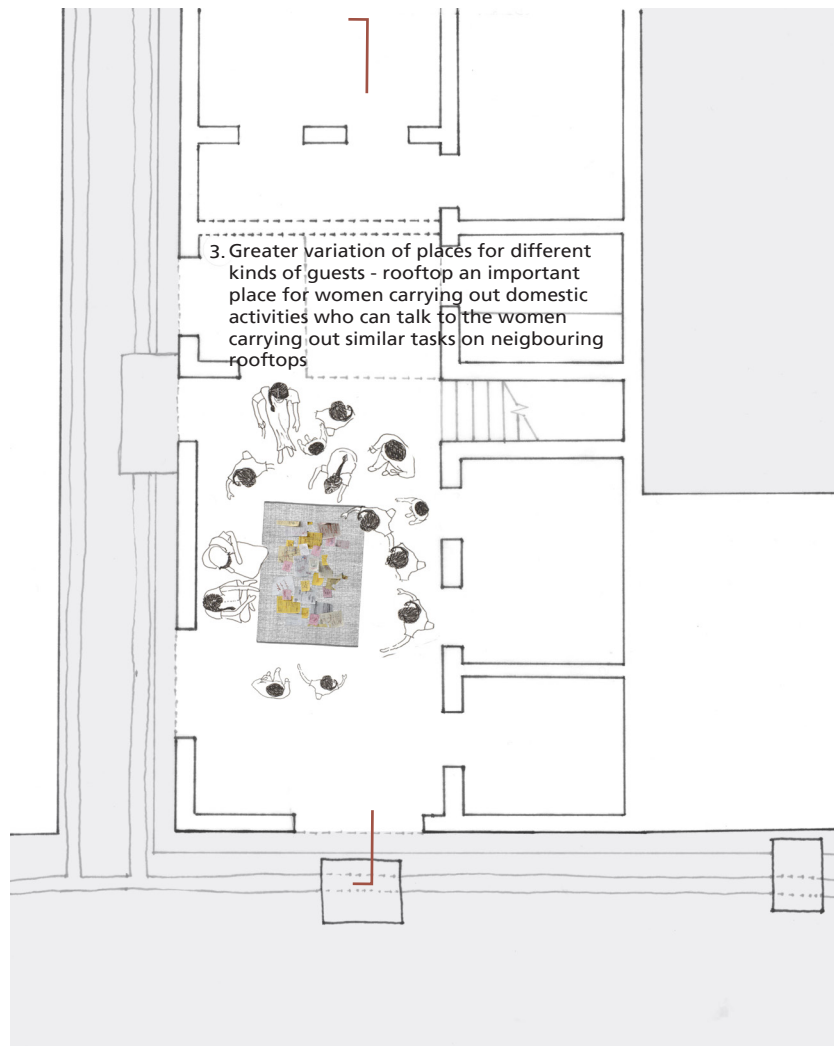 3. Greater variation of places for different
kinds of guests - rooftop an important
place for women carrying out domestic
activities who can talk to the women
carrying out similar tasks on neigbouring
rooftops